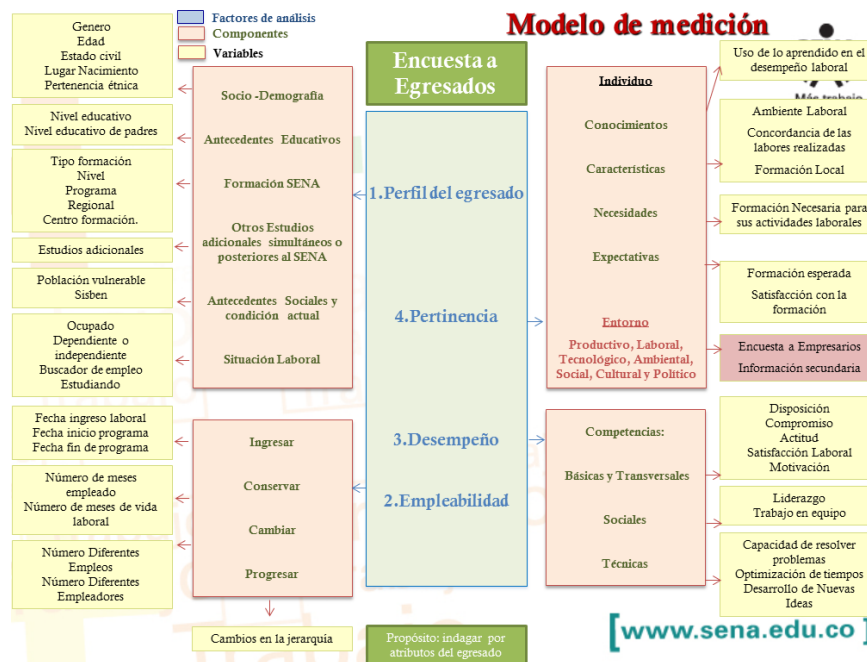 Modelo de medición
Factores de análisis
Componentes
Variables
Encuesta a
Egresados
1.Perfil del egresado
4.Pertinencia
3.Desempeño
2.Empleabilidad
Propósito: indagar por
atributos del egresado
Genero
Edad
Estado civil
Lugar Nacimiento
Pertenencia étnica
Nivel educativo
Nivel educativo de padres
Tipo formación
Nivel
Programa
Regional
Centro formación.
Estudios adicionales
Población vulnerable
Sisben
Ocupado
Dependiente o
independiente
Buscador de empleo
Estudiando
Socio -Demografía
Antecedentes Educativos
Formación SENA
Otros Estudios
adicionales simultáneos o
posteriores al SENA
Antecedentes Sociales y
condición actual
Situación Laboral
Fecha ingreso laboral
Fecha inicio programa
Fecha fin de programa
Número de meses
empleado
Número de meses de vida
laboral
Número Diferentes
Empleos
Número Diferentes
Empleadores
Ingresar
Conservar
Cambiar
Progresar
Cambios en la jerarquía
Individuo
Conocimientos
Características
Necesidades
Expectativas
Entorno
Productivo, Laboral,
Tecnológico, Ambiental,
Social, Cultural y Político
Uso de lo aprendido en el
desempeño laboral
Más trabajo
Ambiente Laboral
Concordancia de las
labores realizadas
Formación Local
Formación Necesaria para
sus actividades laborales
Formación esperada
Satisfacción con la
formación
Encuesta a Empresarios
Información secundaria
Competencias:
Básicas y Transversales
Sociales
Técnicas
Disposición
Compromiso
Actitud
Satisfacción Laboral
Motivación
Liderazgo
Trabajo en equipo
Capacidad de resolver
problemas
Optimización de tiempos
Desarrollo de Nuevas
Ideas
[www.sena.edu.co]